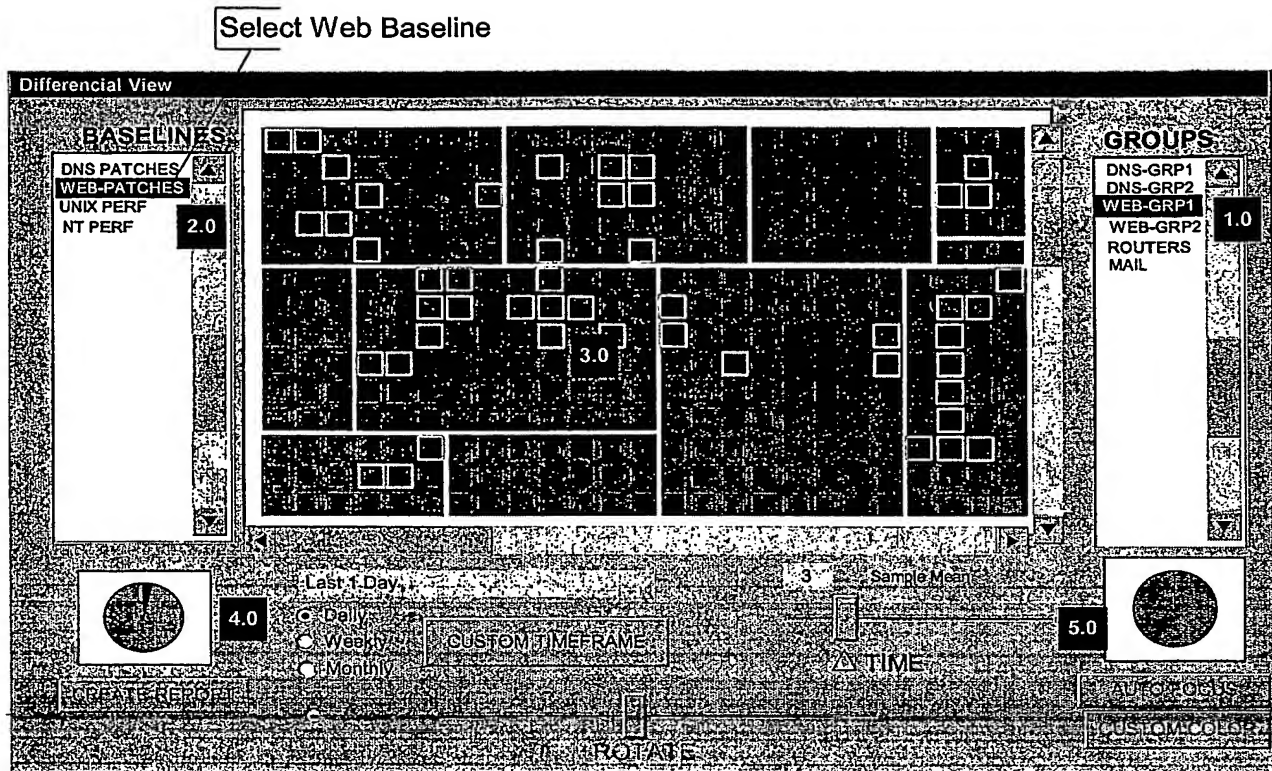 Select Web Baseline
Differencial View
BASELINES
DNS PATCHES
WEB-PATCHES
UNIX PERF
NT PERF
2.0
GROUPS
DNS-GRP1
DNS-GRP2
WEB-GRP1
WEB-GRP2
ROUTERS
MAIL
1.0
3.0
4.0
Last 1 Day
Daily
Weekly
Monthly
CUSTOM TIMEFRAME
3
Sample Mean
△ TIME
5.0
CREATE REPORT
AUTO FOCUS
CUSTOM COLOR
ROTATE